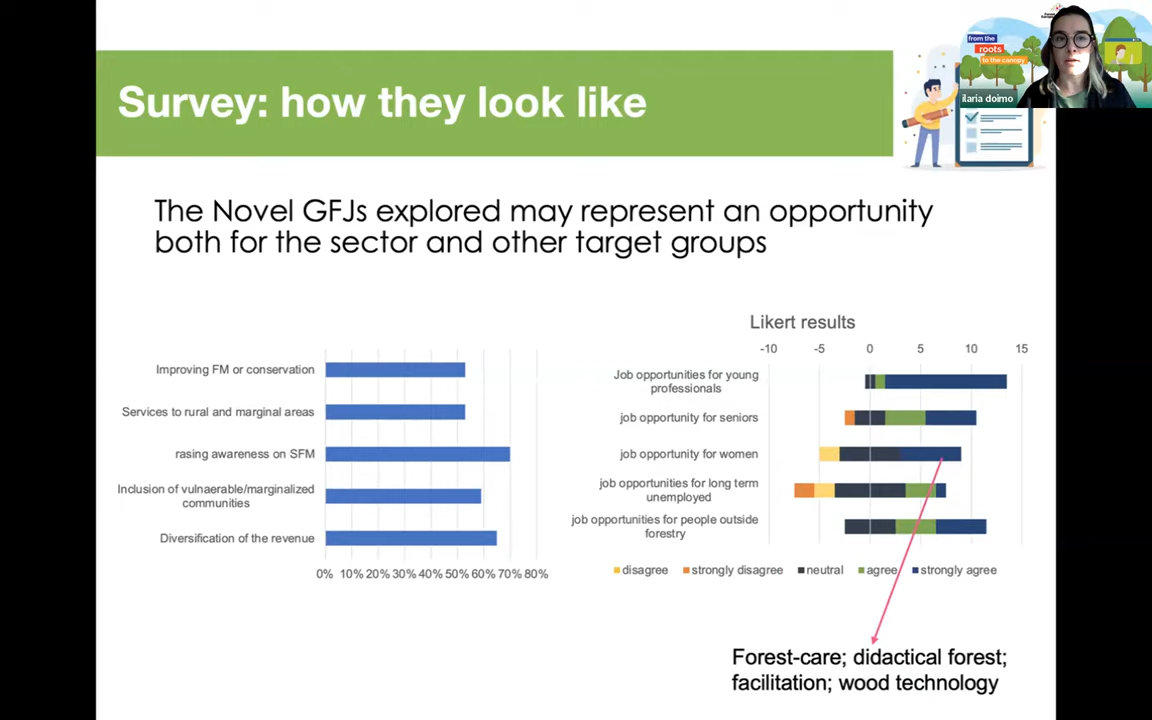 from the
roots
to the canopy
ilaria doimo
Survey: how they look like
The Novel GFJs explored may represent an opportunity
both for the sector and other target groups
Improving FM or conservation
Services to rural and marginal areas
rasing awareness on SFM
Inclusion of vulnaerable/marginalized
communities
Diversification of the revenue
0% 10% 20% 30% 40% 50% 60% 70% 80%
Likert results
-10 -5 0 5 10 15
Job opportunities for young
professionals
job opportunity for seniors
job opportunity for women
job opportunities for long term
unemployed
job opportunities for people outside
forestry
disagree strongly disagree neutral agree strongly agree
Forest-care; didactical forest;
facilitation; wood technology